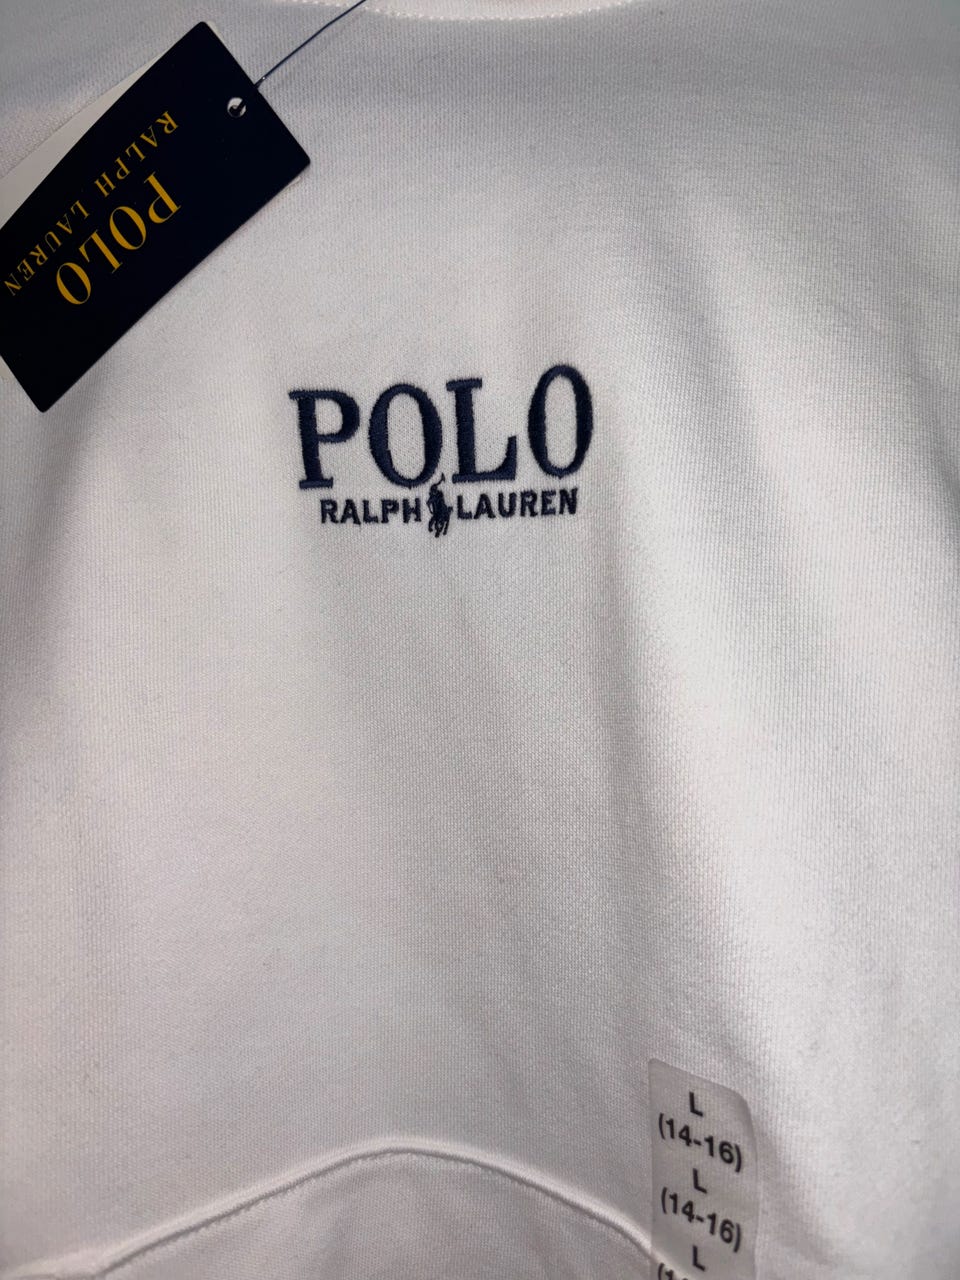 POLO
RALPH LAUREN
POLO
RALPH LAUREN
L
(14-16)
L
(14-16)
L